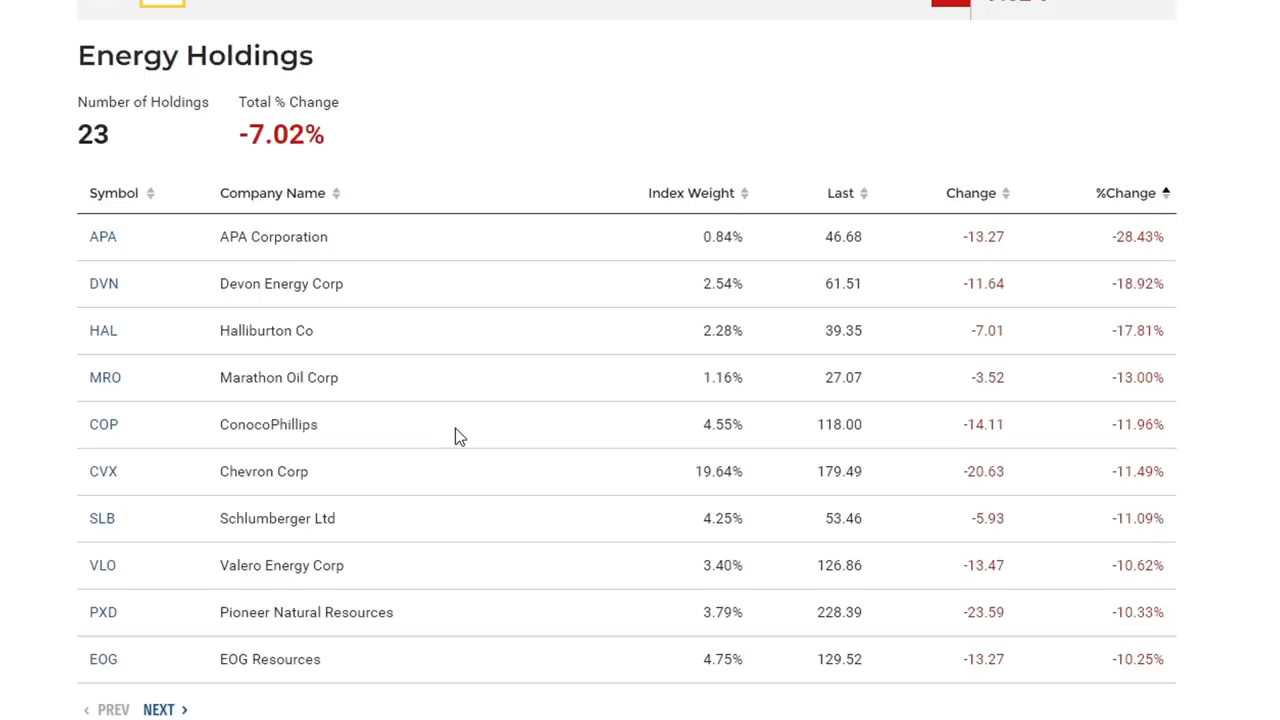 Energy Holdings
Number of Holdings Total % Change
23 -7.02%
Symbol Company Name Index Weight Last Change %Change
APA APA Corporation 0.84% 46.68 -13.27 -28.43%
DVN Devon Energy Corp 2.54% 61.51 -11.64 -18.92%
HAL Halliburton Co 2.28% 39.35 -7.01 -17.81%
MRO Marathon Oil Corp 1.16% 27.07 -3.52 -13.00%
COP ConocoPhillips 4.55% 118.00 -14.11 -11.96%
CVX Chevron Corp 19.64% 179.49 -20.63 -11.49%
SLB Schlumberger Ltd 4.25% 53.46 -5.93 -11.09%
VLO Valero Energy Corp 3.40% 126.86 -13.47 -10.62%
PXD Pioneer Natural Resources 3.79% 228.39 -23.59 -10.33%
EOG EOG Resources 4.75% 129.52 -13.27 -10.25%
‹ PREV NEXT ›